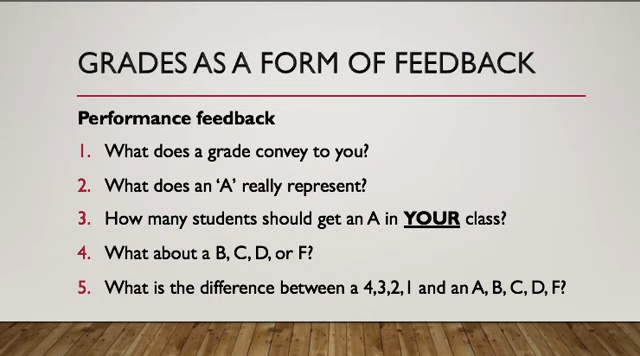 GRADES AS A FORM OF FEEDBACK
Performance feedback
1. What does a grade convey to you?
2. What does an ‘A’ really represent?
3. How many students should get an A in YOUR class?
4. What about a B, C, D, or F?
5. What is the difference between a 4,3,2,1 and an A, B, C, D, F?